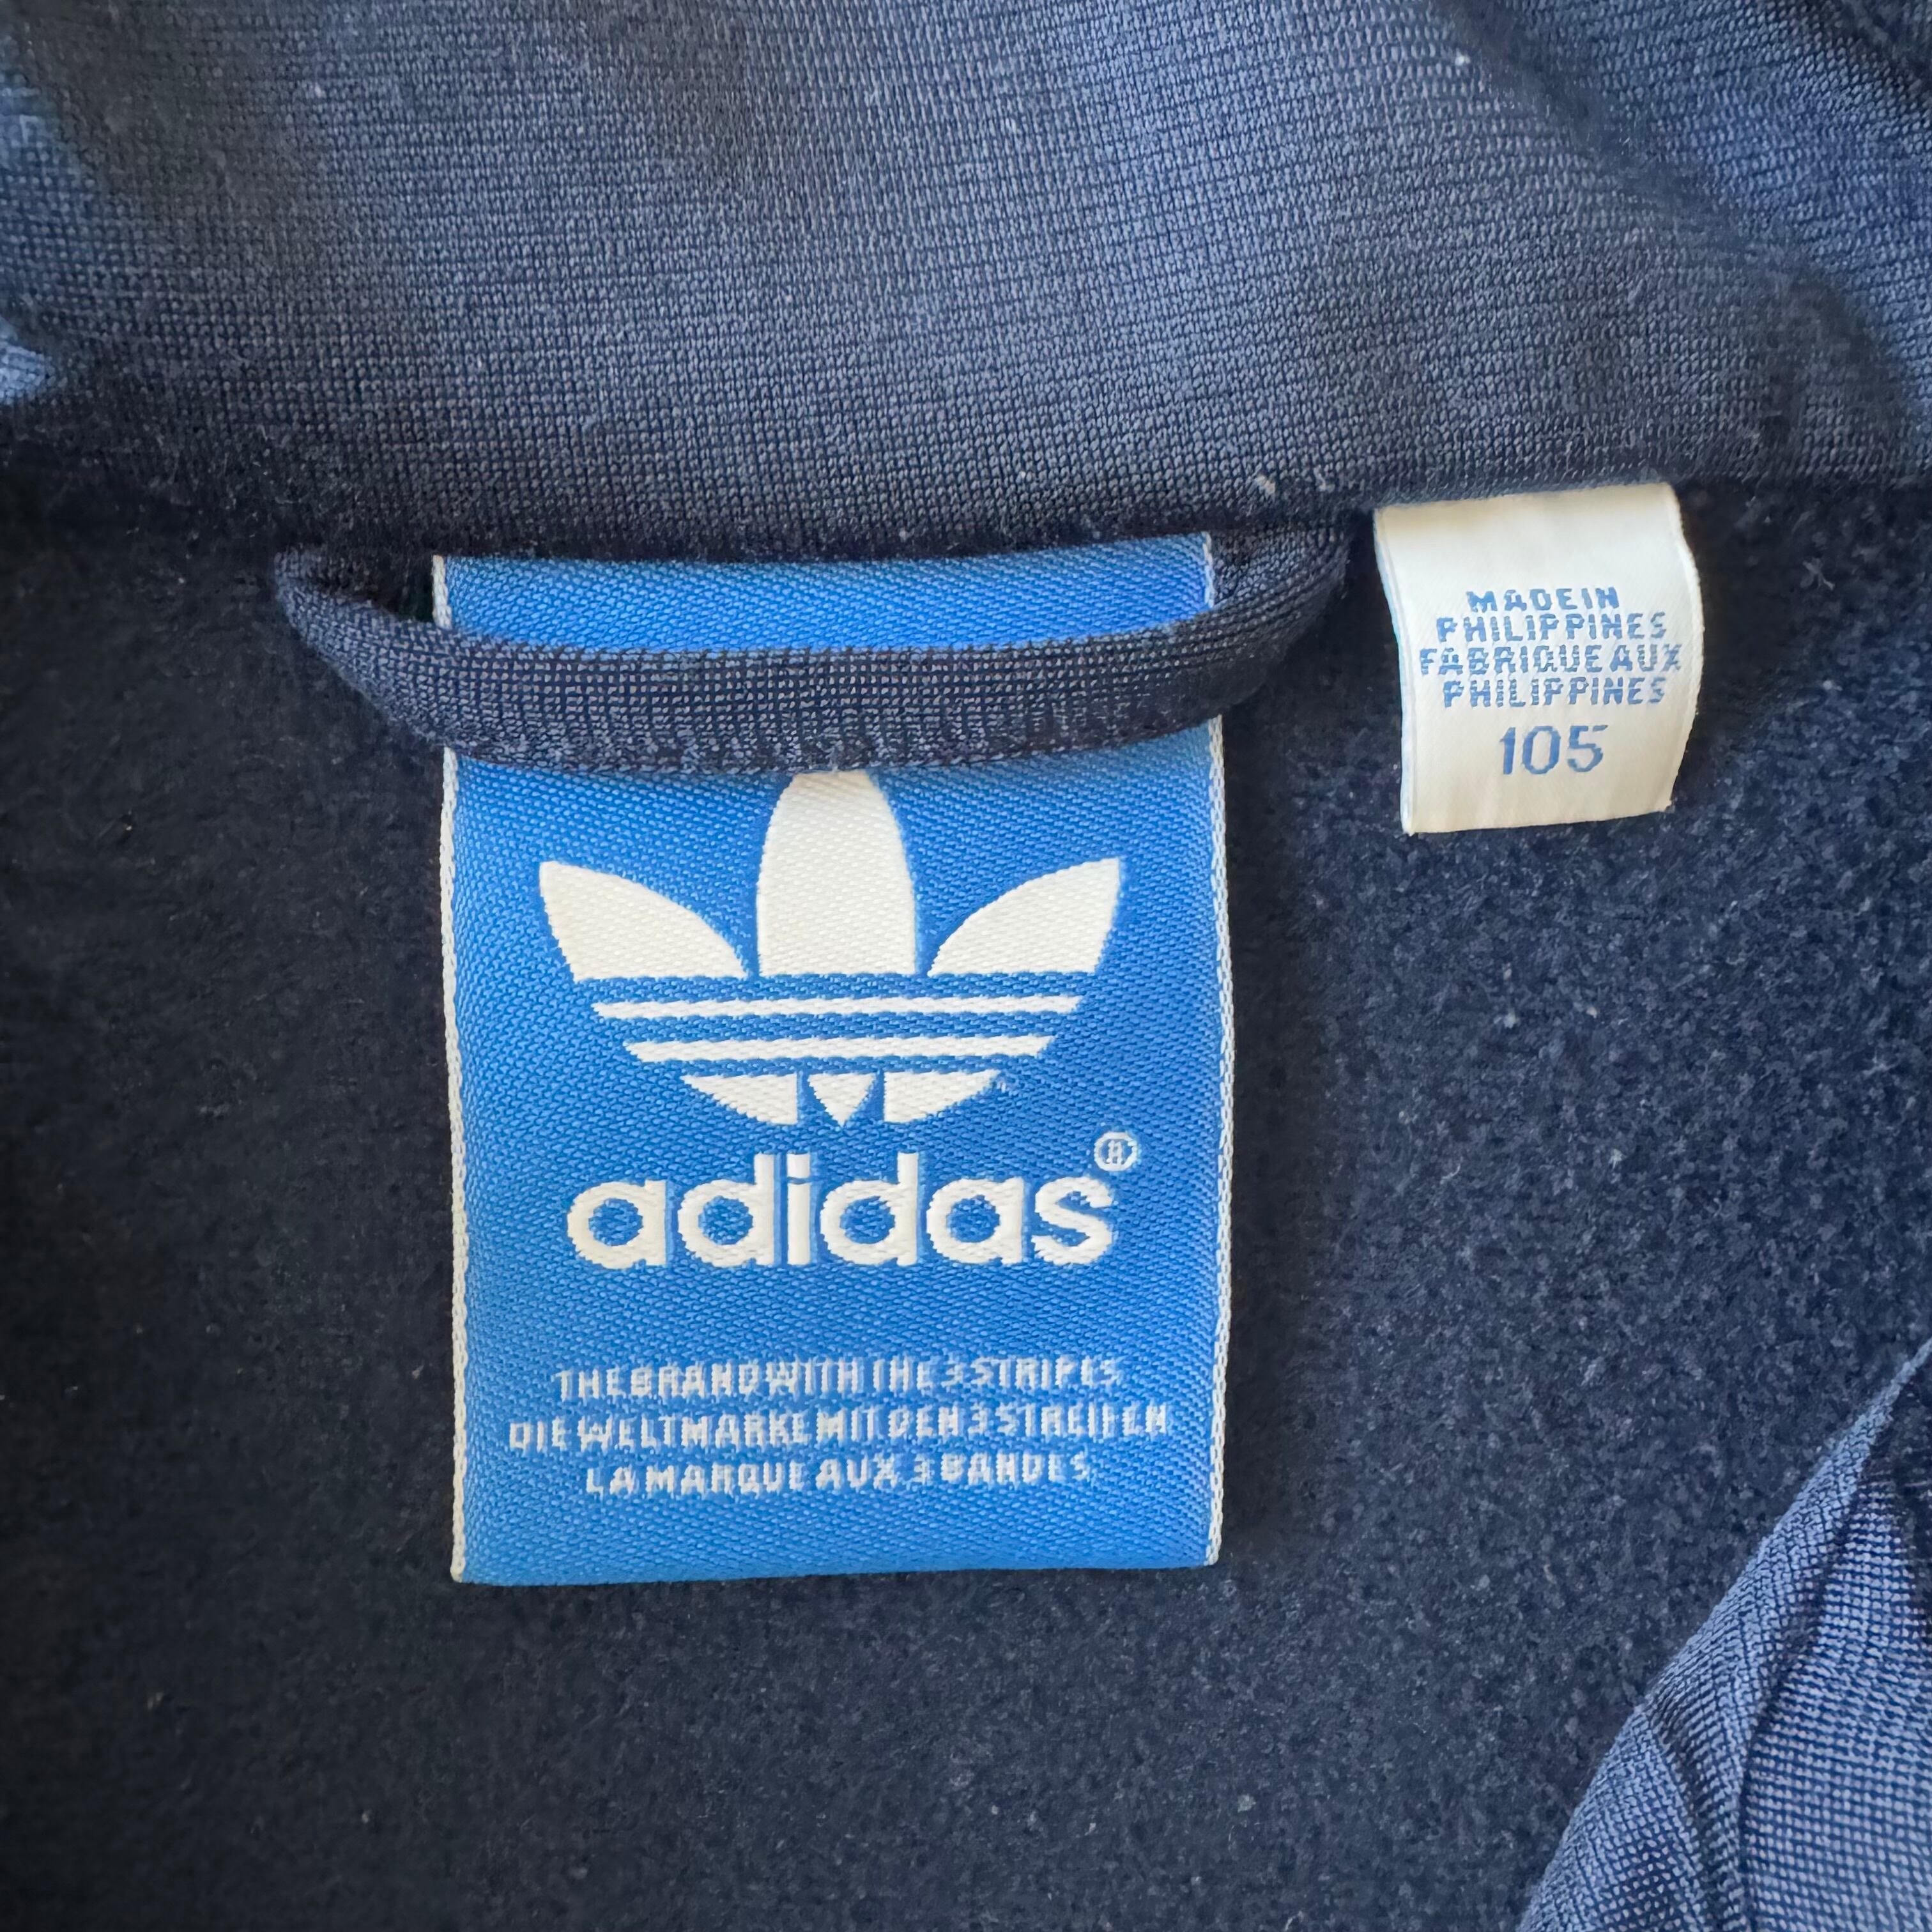 MADE IN
PHILIPPINES
FABRIQUE AUX
PHILIPPINES
105
adidas®
THE BRAND WITH THE 3 STRIPES
DIE WELTMARKE MIT DEN 3 STREIFEN
LA MARQUE AUX 3 BANDES